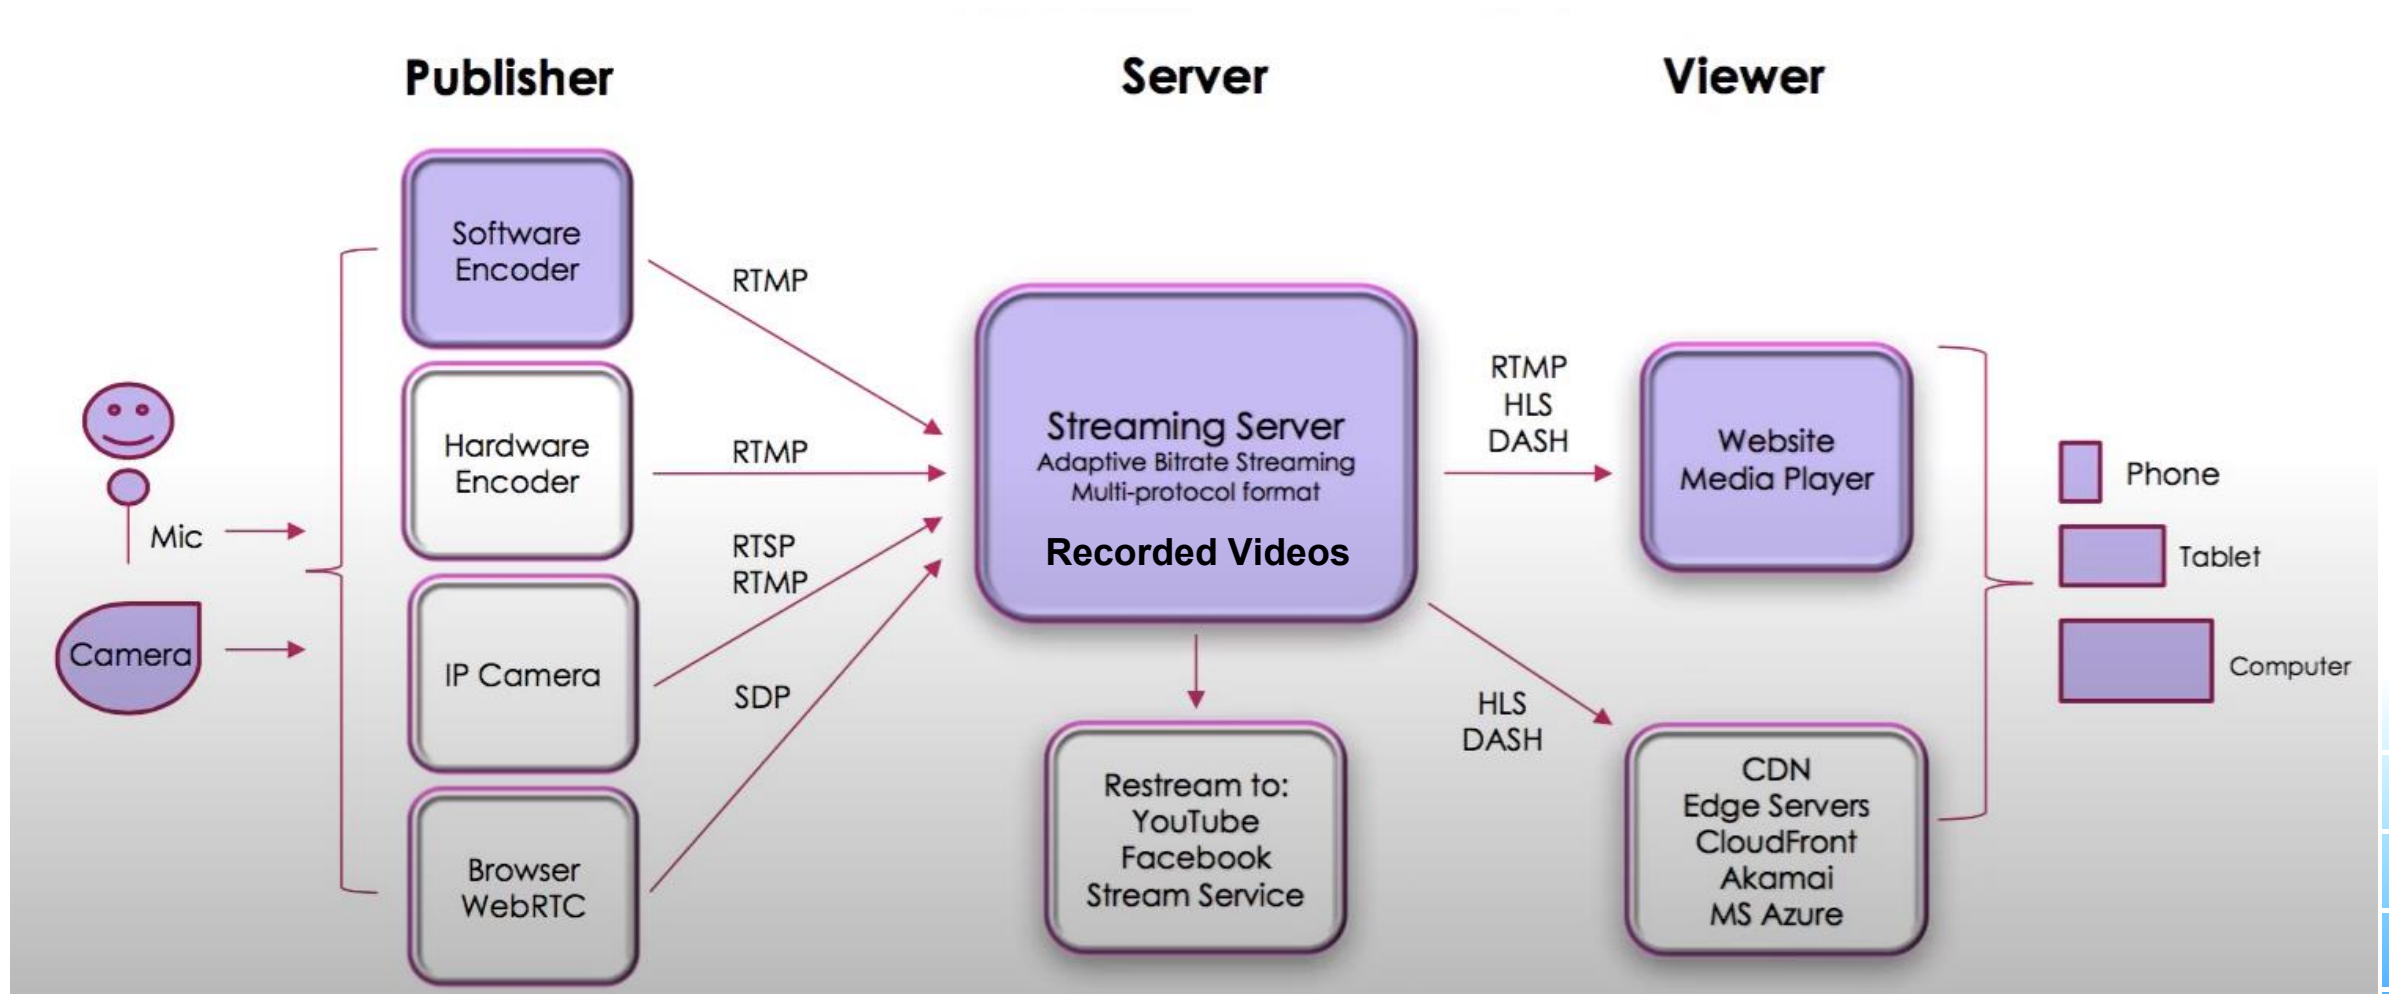 Publisher
Server
Viewer
Software
Encoder
Hardware
Encoder
IP Camera
Browser
WebRTC
Mic
Camera
RTMP
RTMP
RTSP
RTMP
SDP
Streaming Server
Adaptive Bitrate Streaming
Multi-protocol format
Recorded Videos
Restream to:
YouTube
Facebook
Stream Service
RTMP
HLS
DASH
HLS
DASH
Website
Media Player
CDN
Edge Servers
CloudFront
Akamai
MS Azure
Phone
Tablet
Computer